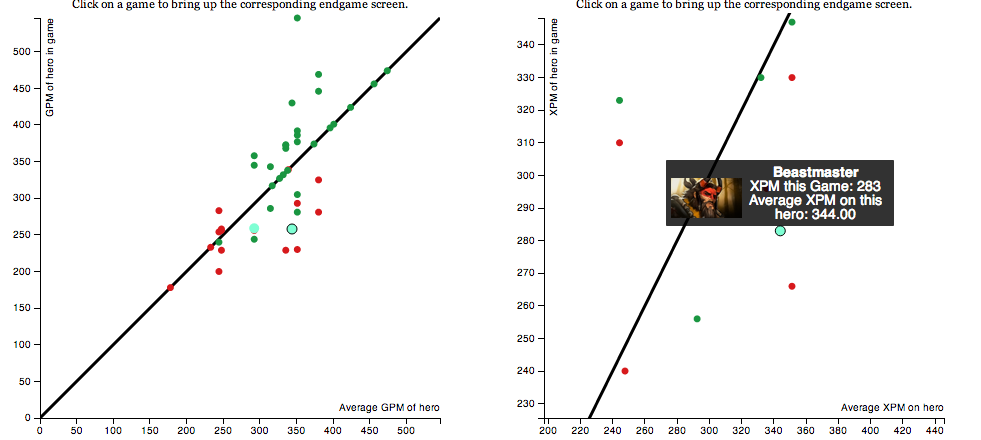 Click on a game to bring up the corresponding endgame screen.
GPM of hero in game
500
450
400
350
300
250
200
150
100
50
0
Average GPM of hero
0 50 100 150 200 250 300 350 400 450 500
Click on a game to bring up the corresponding endgame screen.
XPM of hero in game
340
330
320
310
300
290
280
270
260
250
240
230
Beastmaster
XPM this Game: 283
Average XPM on this
hero: 344.00
Average XPM on hero
200 220 240 260 280 300 320 340 360 380 400 420 440